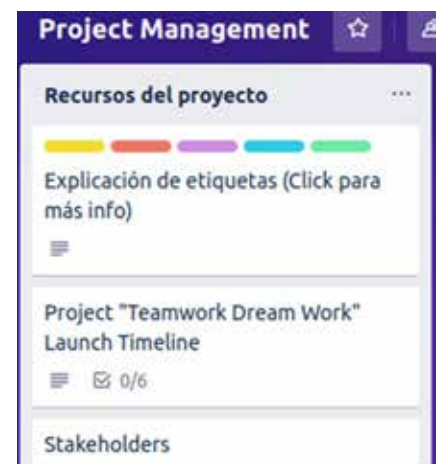 Project Management
Recursos del proyecto
Explicación de etiquetas (Click para
más info)
Project "Teamwork Dream Work"
Launch Timeline
0/6
Stakeholders